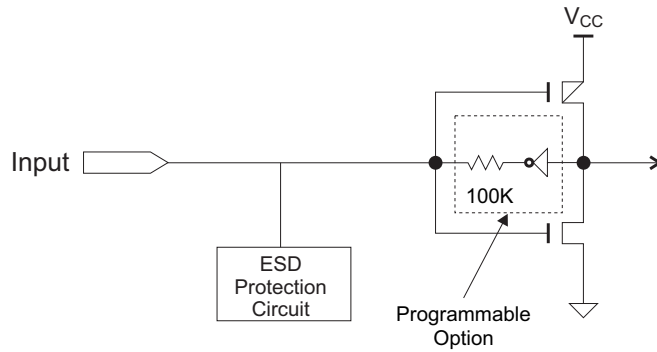 VCC
Input
100K
ESD
Protection
Circuit
Programmable
Option